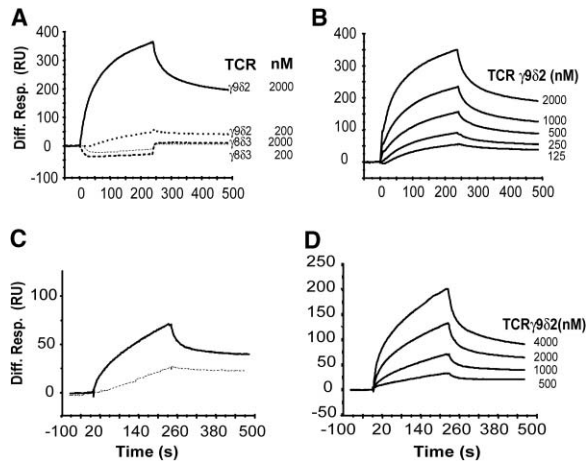 A
Diff. Resp. (RU)
400
300
200
100
0
-100
0 100 200 300 400 500
TCR nM
γ9δ2 2000
γ9δ2 200
γ8δ3 2000
γ8δ3 200
B
400
300
200
100
0
0 100 200 300 400 500
TCR γ9δ2 (nM)
2000
1000
500
250
125
C
Diff. Resp. (RU)
100
50
0
-100 20 140 260 380 500
Time (s)
D
250
200
150
100
50
0
-50
-100 20 140 260 380 500
Time (s)
TCRγ9δ2(nM)
4000
2000
1000
500